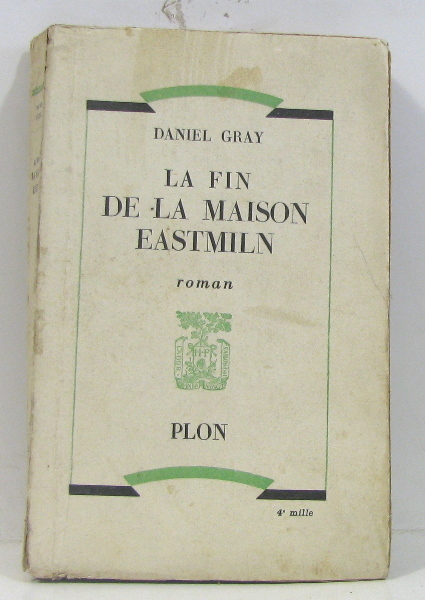 DANIEL GRAY
LA FIN
DE LA MAISON
EASTMILN
roman
PLON
4e mille